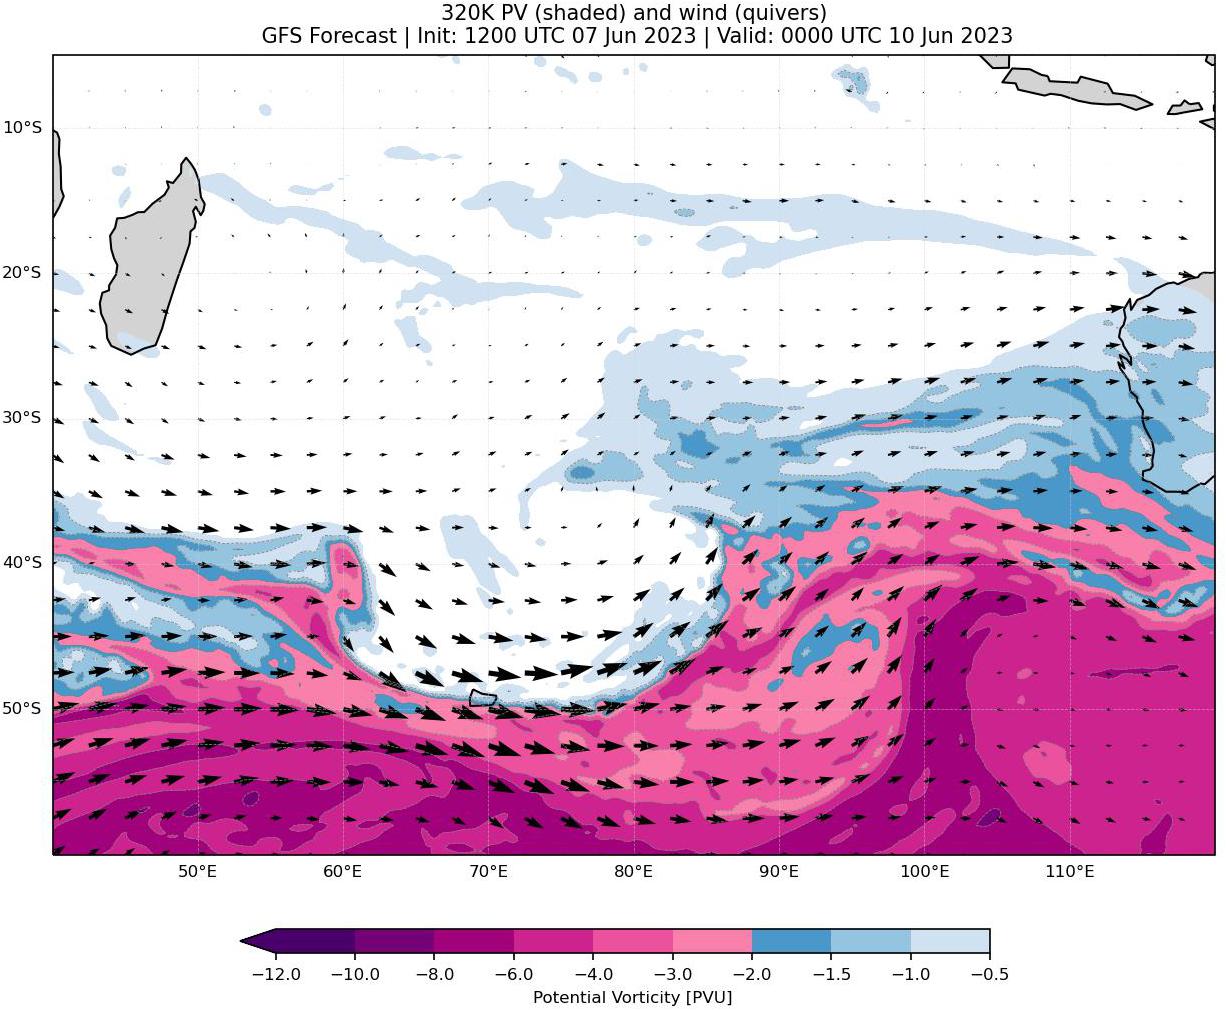 320K PV (shaded) and wind (quivers)
GFS Forecast | Init: 1200 UTC 07 Jun 2023 | Valid: 0000 UTC 10 Jun 2023
10°S
20°S
30°S
40°S
50°S
50°E 60°E 70°E 80°E 90°E 100°E 110°E
−12.0 −10.0 −8.0 −6.0 −4.0 −3.0 −2.0 −1.5 −1.0 −0.5
Potential Vorticity [PVU]